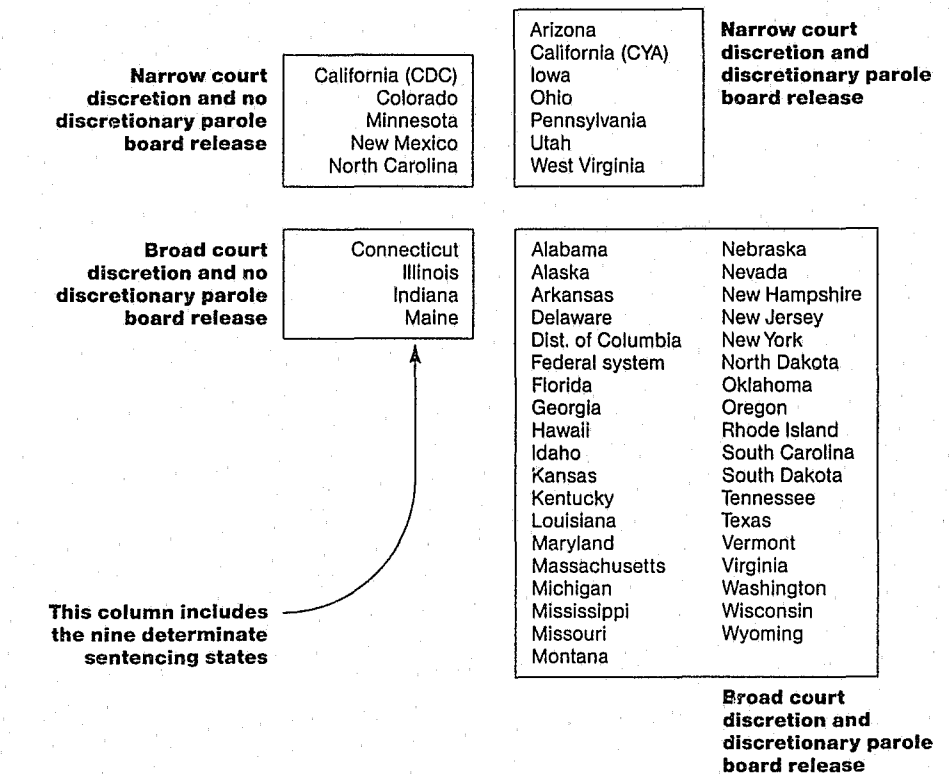 Narrow court
discretion and no
discretionary parole
board release
California (CDC)
Colorado
Minnesota
New Mexico
North Carolina
Arizona
California (CYA)
Iowa
Ohio
Pennsylvania
Utah
West Virginia
Narrow court
discretion and
discretionary parole
board release
Broad court
discretion and no
discretionary parole
board release
Connecticut
Illinois
Indiana
Maine
Alabama
Alaska
Arkansas
Delaware
Dist. of Columbia
Federal system
Florida
Georgia
Hawaii
Idaho
Kansas
Kentucky
Louisiana
Maryland
Massachusetts
Michigan
Mississippi
Missouri
Montana
Nebraska
Nevada
New Hampshire
New Jersey
New York
North Dakota
Oklahoma
Oregon
Rhode Island
South Carolina
South Dakota
Tennessee
Texas
Vermont
Virginia
Washington
Wisconsin
Wyoming
This column includes
the nine determinate
sentencing states
Broad court
discretion and
discretionary parole
board release